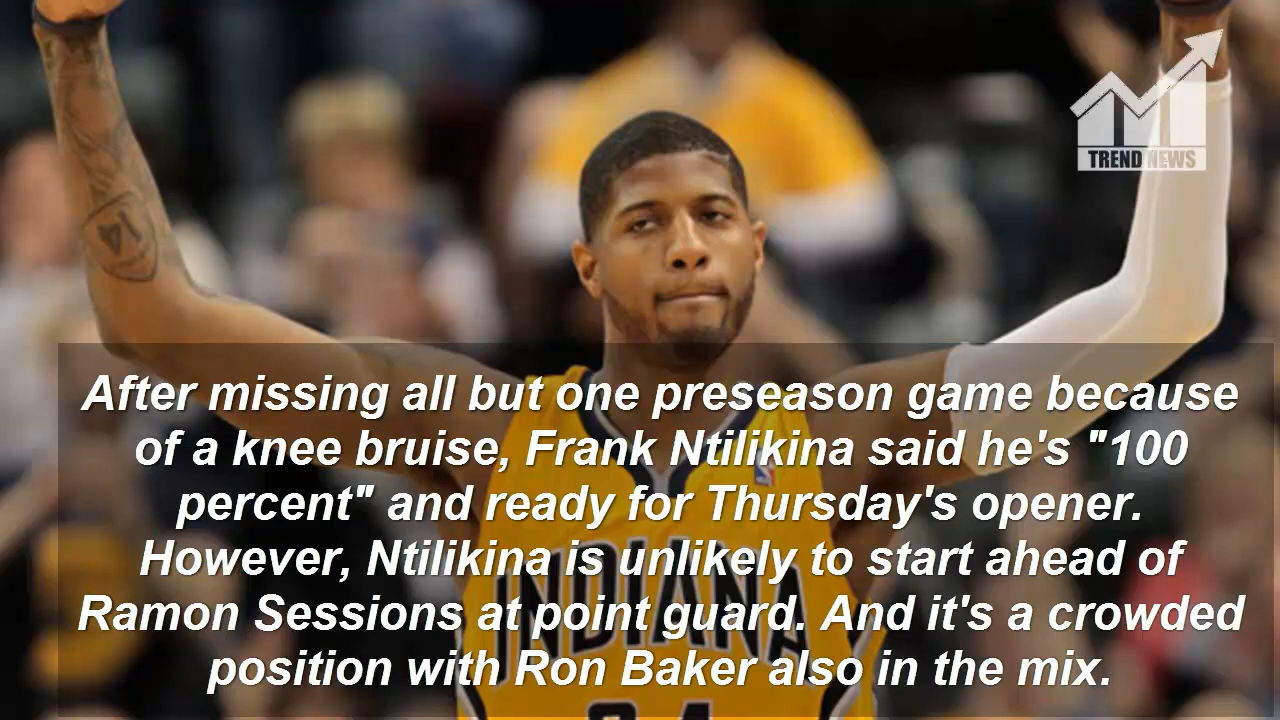 TREND NEWS
After missing all but one preseason game because
of a knee bruise, Frank Ntilikina said he's "100
percent" and ready for Thursday's opener.
However, Ntilikina is unlikely to start ahead of
Ramon Sessions at point guard. And it's a crowded
position with Ron Baker also in the mix.
INDIANA
24